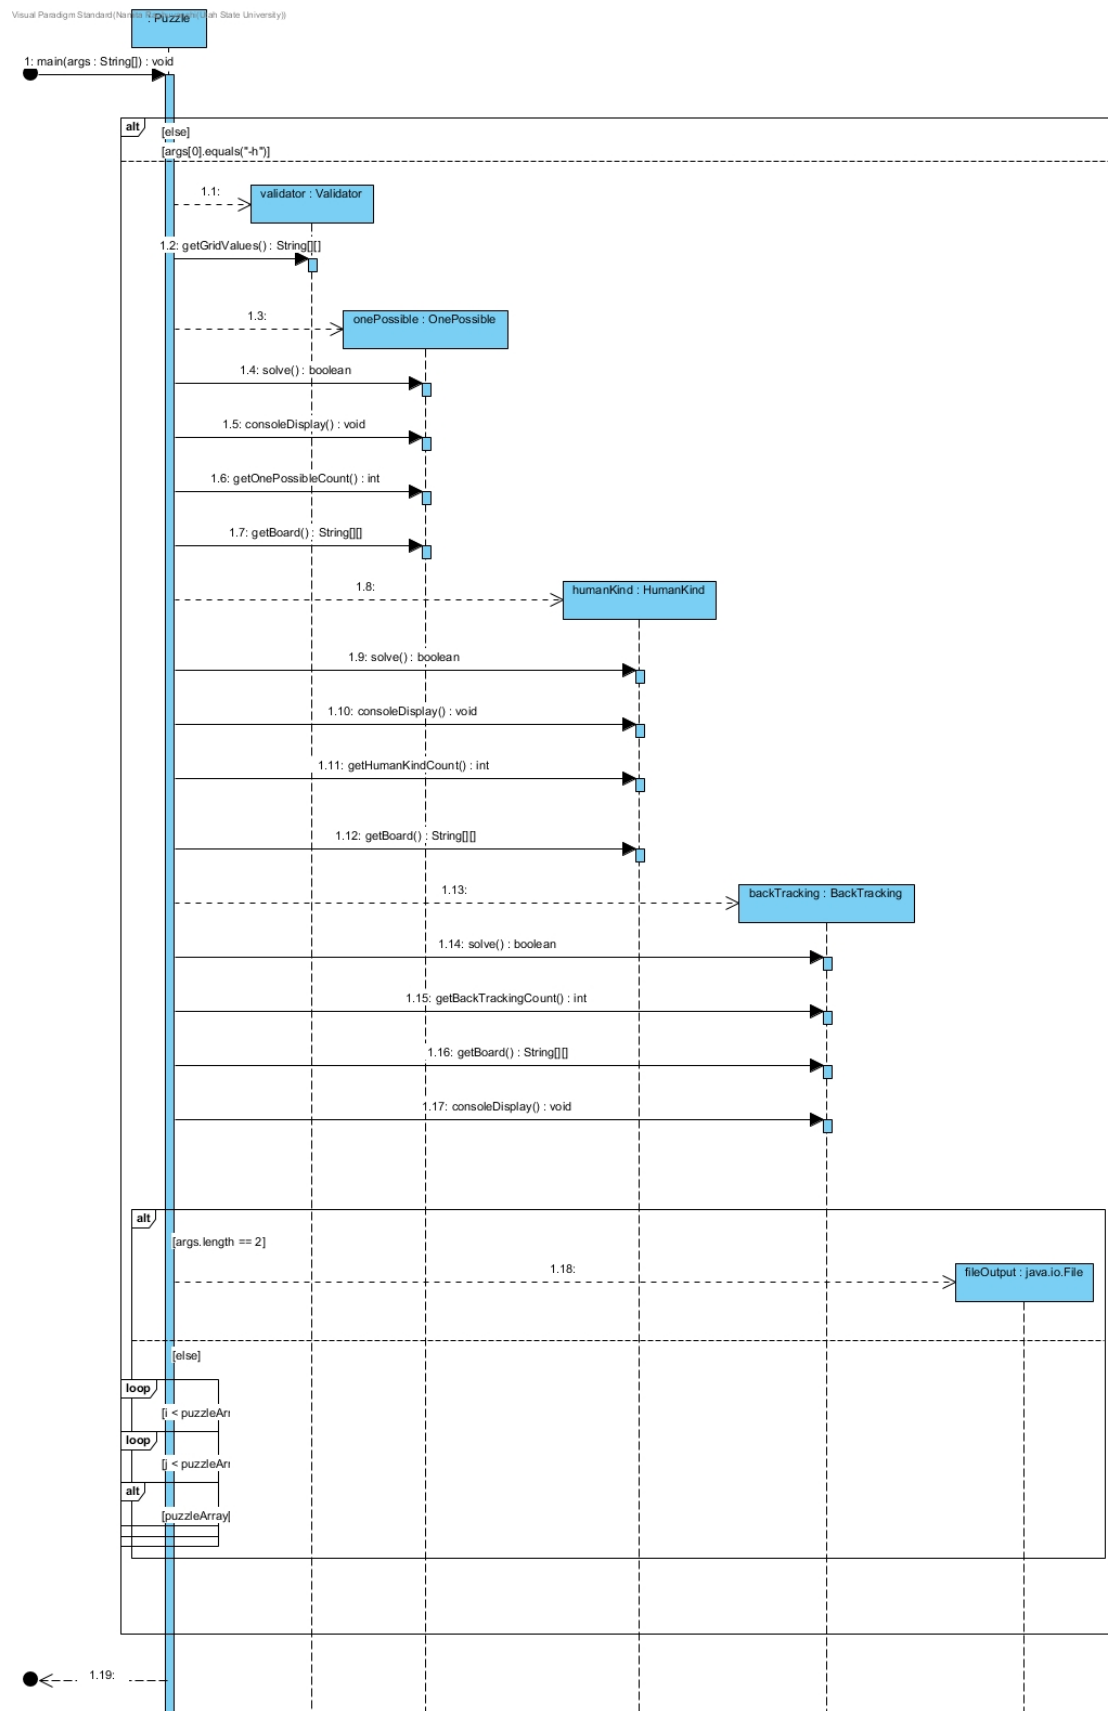 Visual Paradigm Standard(Na State University))
: Puzzle
1: main(args : String[]) : void
alt
[else]
[args[0].equals("-h")]
1.1:
validator : Validator
1.2: getGridValues() : String[][]
1.3:
onePossible : OnePossible
1.4: solve() : boolean
1.5: consoleDisplay() : void
1.6: getOnePossibleCount() : int
1.7: getBoard() : String[][]
1.8:
humanKind : HumanKind
1.9: solve() : boolean
1.10: consoleDisplay() : void
1.11: getHumanKindCount() : int
1.12: getBoard() : String[][]
1.13:
backTracking : BackTracking
1.14: solve() : boolean
1.15: getBackTrackingCount() : int
1.16: getBoard() : String[][]
1.17: consoleDisplay() : void
alt
[args.length == 2]
1.18:
fileOutput : java.io.File
[else]
loop
[i < puzzleArr
loop
[j < puzzleArr
alt
[puzzleArray[
1.19: